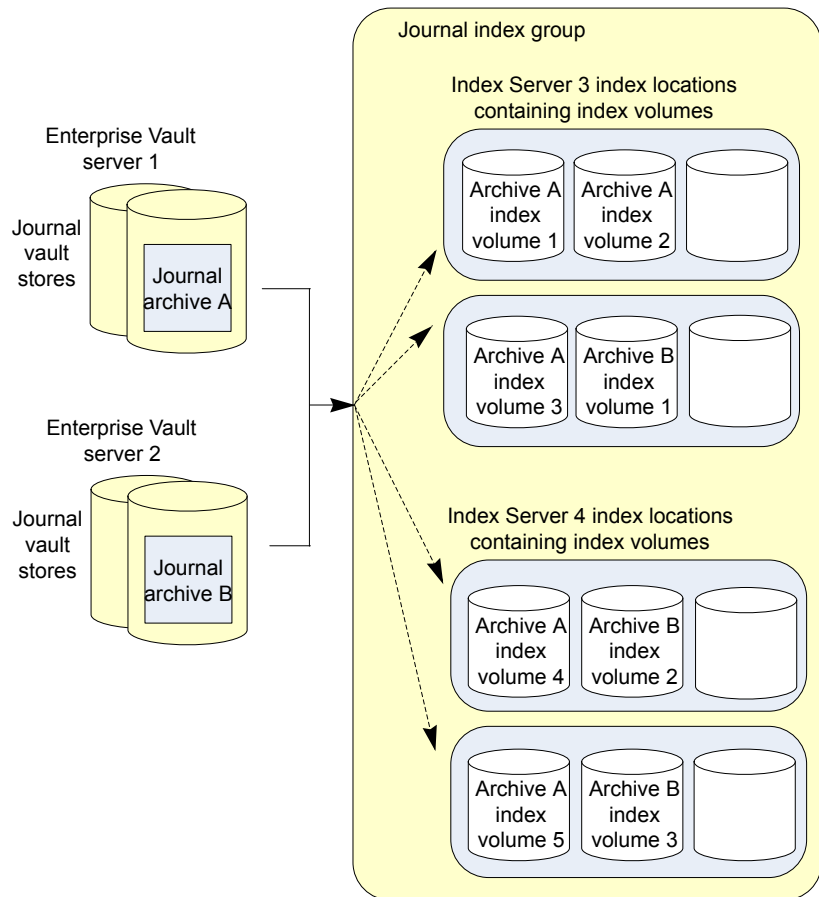 Journal index group
Index Server 3 index locations
containing index volumes
Enterprise Vault
server 1
Journal
vault
stores
Journal
archive A
Archive A
index
volume 1
Archive A
index
volume 2
Archive A
index
volume 3
Archive B
index
volume 1
Enterprise Vault
server 2
Journal
vault
stores
Journal
archive B
Index Server 4 index locations
containing index volumes
Archive A
index
volume 4
Archive B
index
volume 2
Archive A
index
volume 5
Archive B
index
volume 3